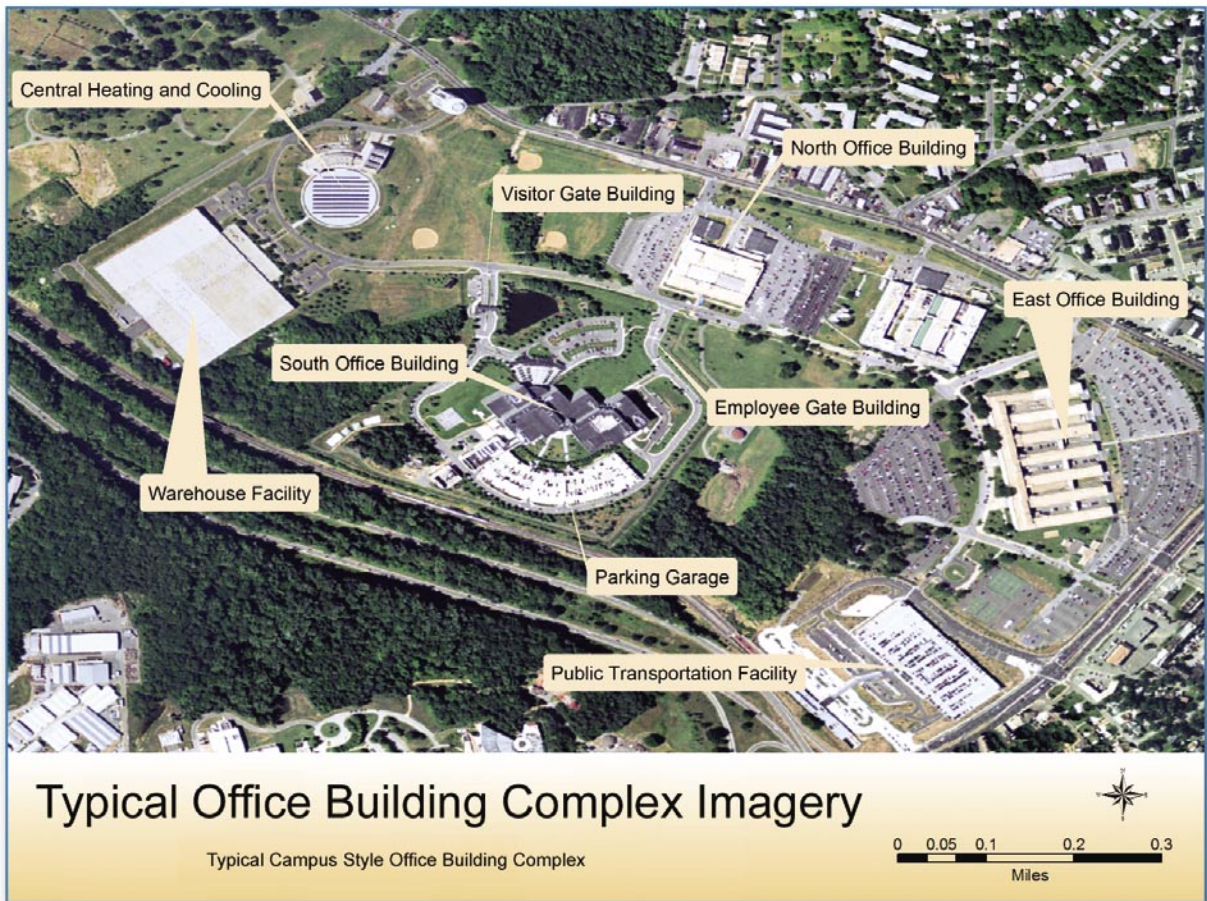 Central Heating and Cooling
North Office Building
Visitor Gate Building
East Office Building
South Office Building
Employee Gate Building
Warehouse Facility
Parking Garage
Public Transportation Facility
Typical Office Building Complex Imagery
Typical Campus Style Office Building Complex
N
W E
S
0 0.05 0.1 0.2 0.3
Miles